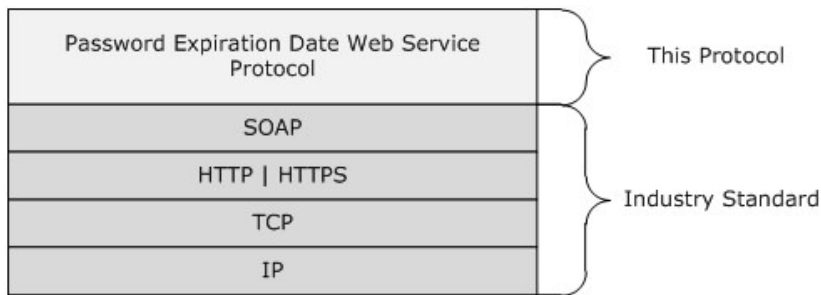 Password Expiration Date Web Service
Protocol
This Protocol
SOAP
HTTP | HTTPS
TCP
IP
Industry Standard